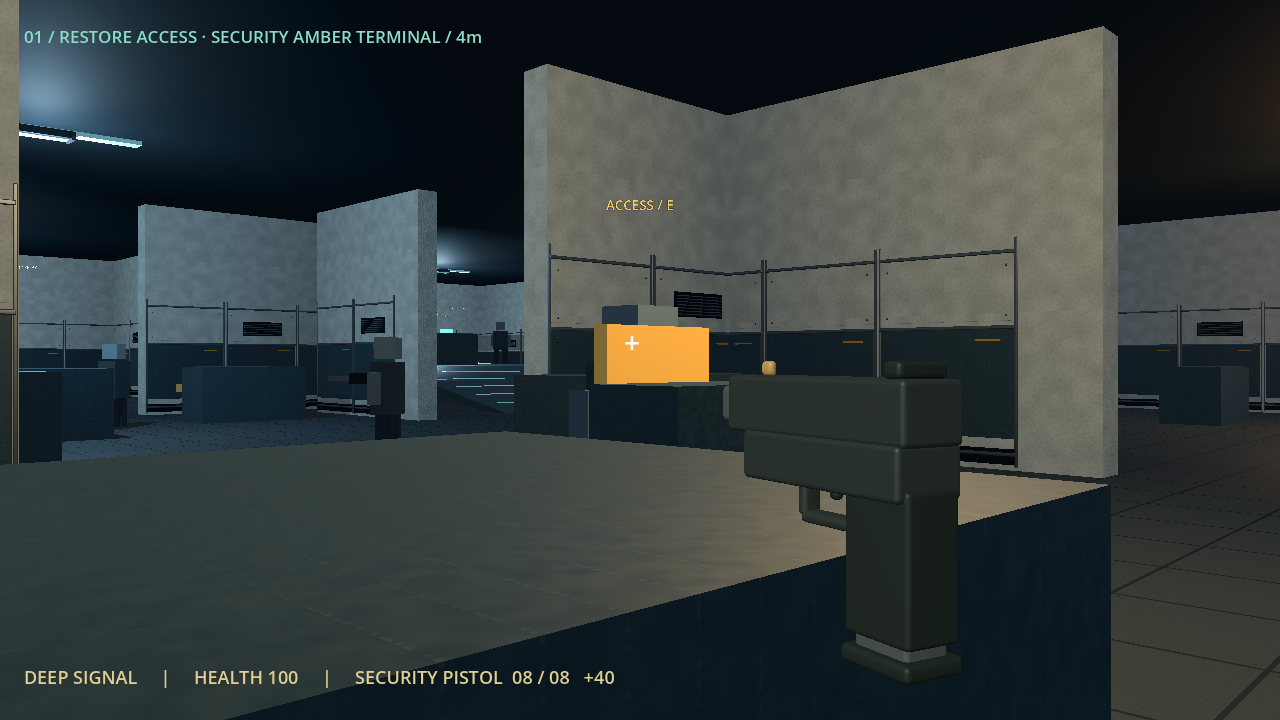 01 / RESTORE ACCESS · SECURITY AMBER TERMINAL / 4m
ACCESS / E
DEEP SIGNAL | HEALTH 100 | SECURITY PISTOL 08 / 08 +40